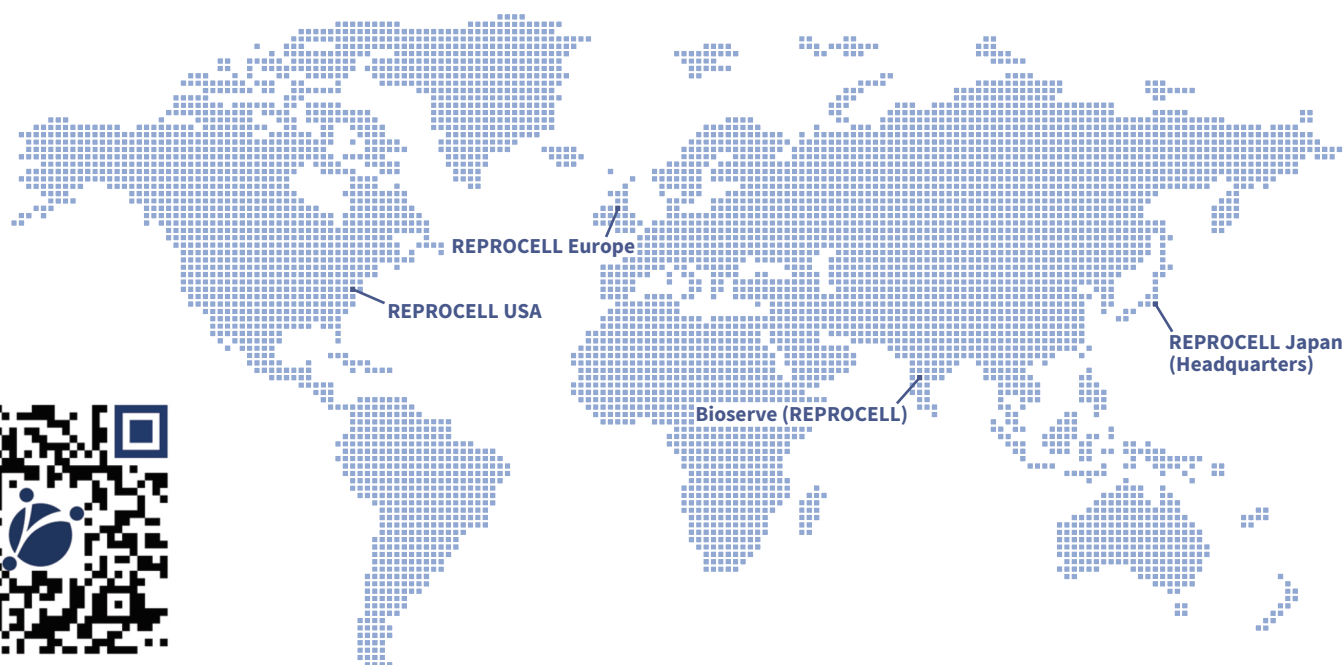 REPROCELL Europe
REPROCELL USA
REPROCELL Japan
(Headquarters)
Bioserve (REPROCELL)